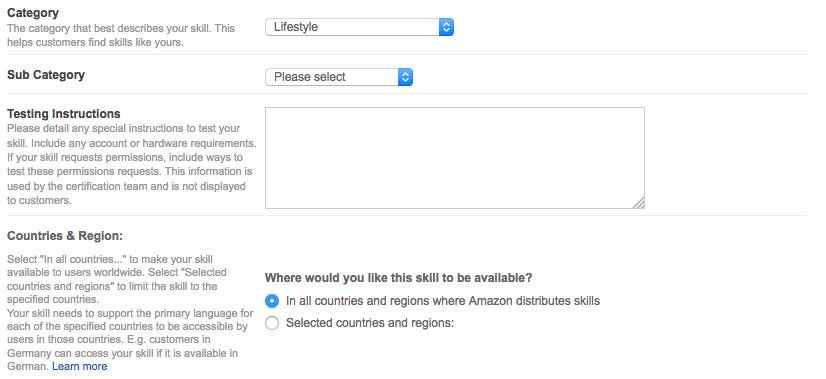 Category
The category that best describes your skill. This
helps customers find skills like yours.
Lifestyle
Sub Category
Please select
Testing Instructions
Please detail any special instructions to test your
skill. Include any account or hardware requirements.
If your skill requests permissions, include ways to
test these permissions requests. This information is
used by the certification team and is not displayed
to customers.
Countries & Region:
Select "In all countries..." to make your skill
available to users worldwide. Select "Selected
countries and regions" to limit the skill to the
specified countries.
Your skill needs to support the primary language for
each of the specified countries to be accessible by
users in those countries. E.g. customers in
Germany can access your skill if it is available in
German. Learn more
Where would you like this skill to be available?
In all countries and regions where Amazon distributes skills
Selected countries and regions: